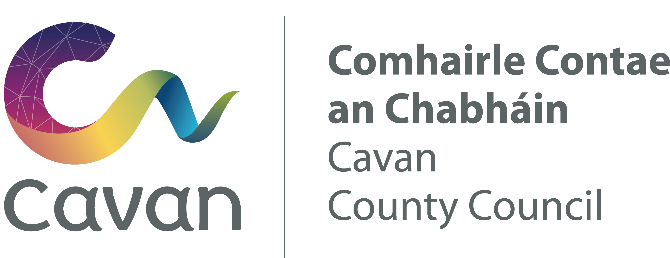 cavan
Comhairle Contae
an Chabháin
Cavan
County Council